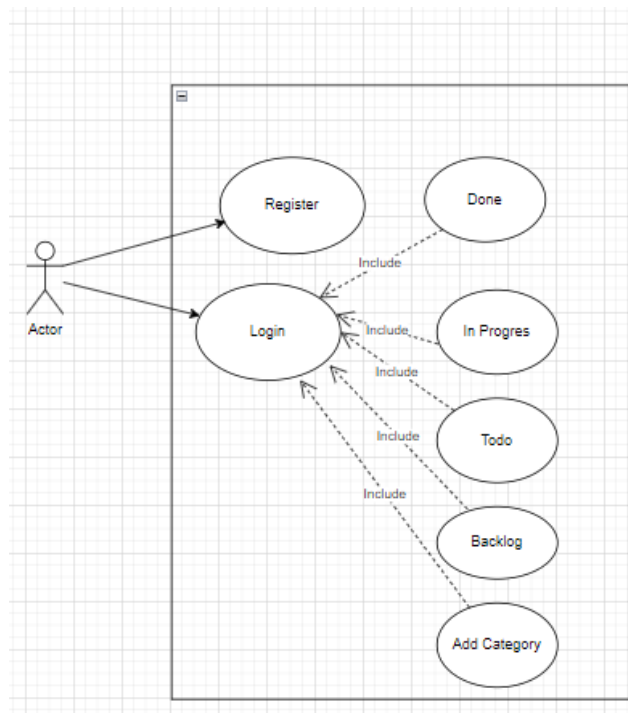 Register
Done
Include
Actor
Login
Include
In Progres
Include
Todo
Include
Backlog
Include
Add Category